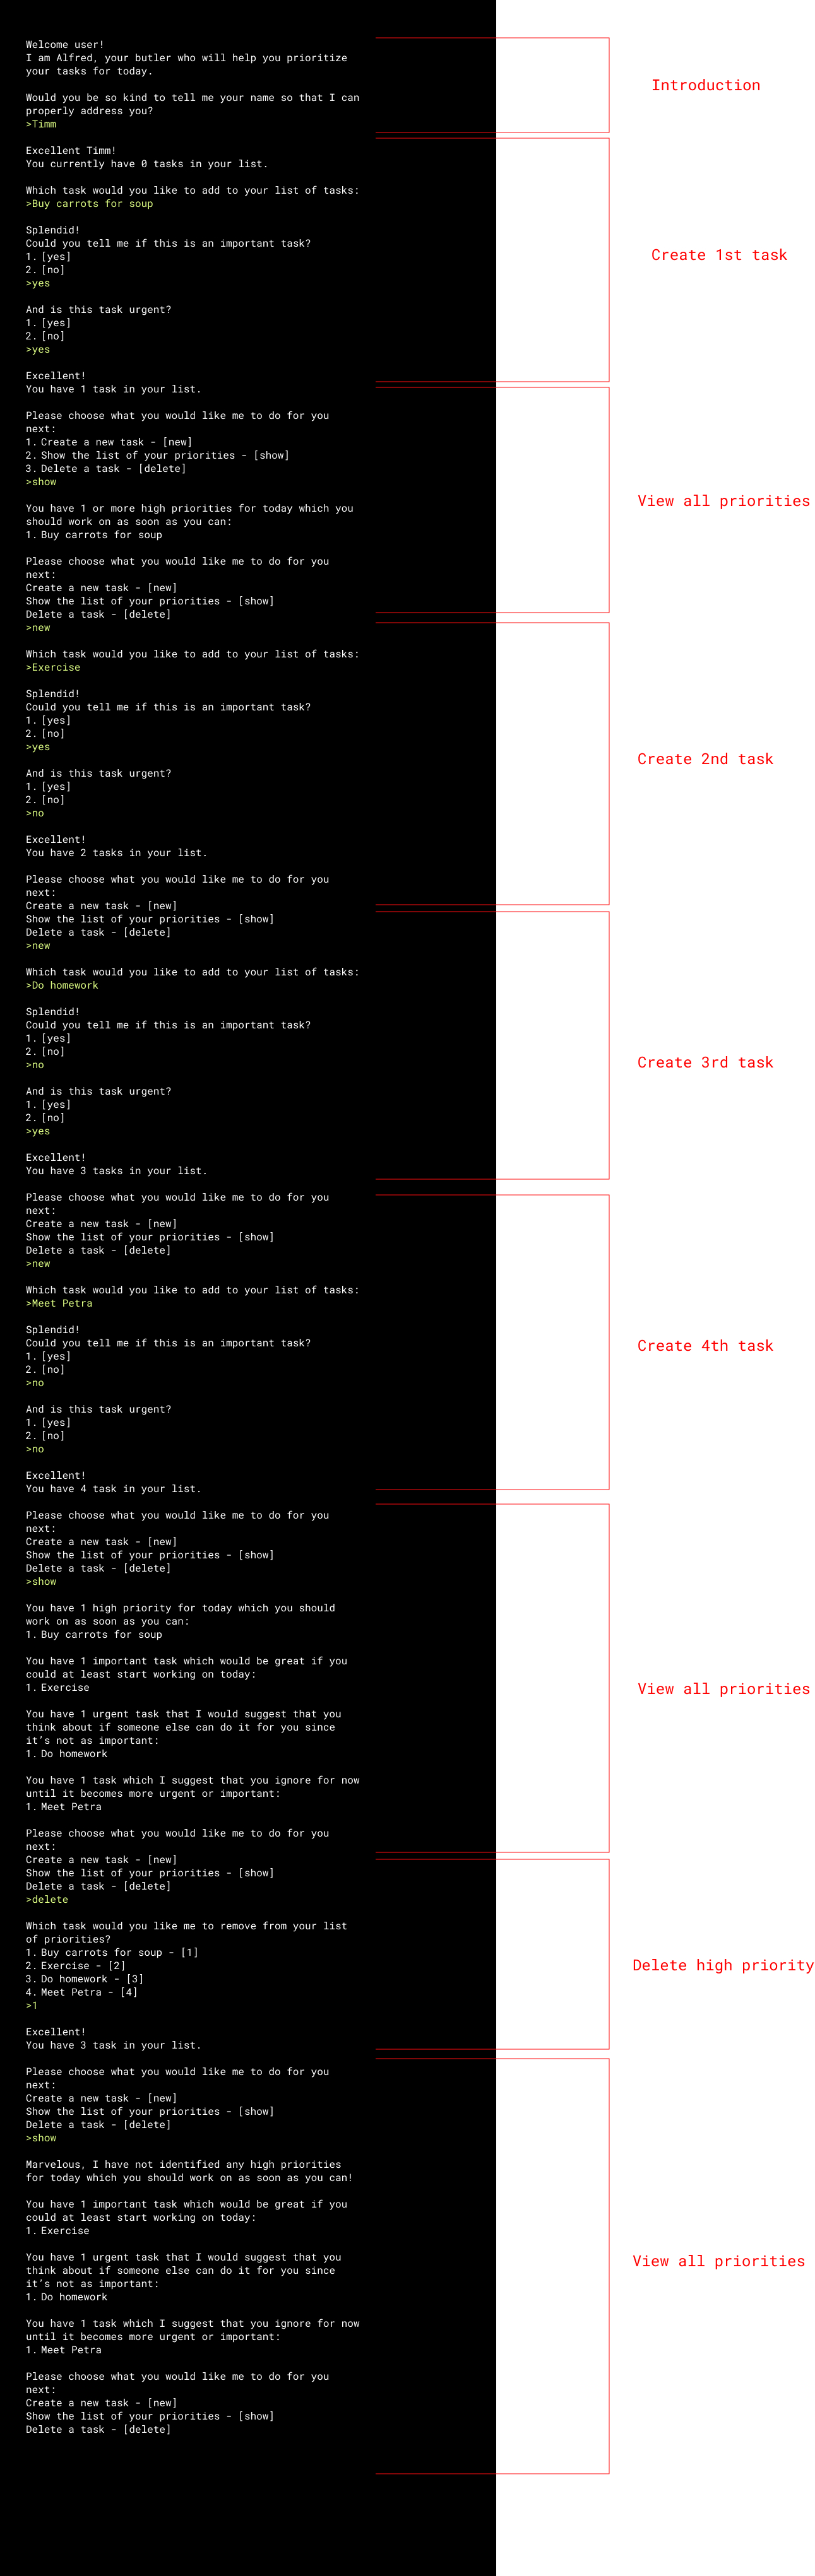 Welcome user!
I am Alfred, your butler who will help you prioritize
your tasks for today.
Would you be so kind to tell me your name so that I can
properly address you?
>Timm
Introduction
Excellent Timm!
You currently have 0 tasks in your list.
Which task would you like to add to your list of tasks:
>Buy carrots for soup
Splendid!
Could you tell me if this is an important task?
1. [yes]
2. [no]
>yes
And is this task urgent?
1. [yes]
2. [no]
>yes
Excellent!
You have 1 task in your list.
Create 1st task
Please choose what you would like me to do for you
next:
1. Create a new task - [new]
2. Show the list of your priorities - [show]
3. Delete a task - [delete]
>show
You have 1 or more high priorities for today which you
should work on as soon as you can:
1. Buy carrots for soup
Please choose what you would like me to do for you
next:
Create a new task - [new]
Show the list of your priorities - [show]
Delete a task - [delete]
>new
View all priorities
Which task would you like to add to your list of tasks:
>Exercise
Splendid!
Could you tell me if this is an important task?
1. [yes]
2. [no]
>yes
And is this task urgent?
1. [yes]
2. [no]
>no
Excellent!
You have 2 tasks in your list.
Please choose what you would like me to do for you
next:
Create a new task - [new]
Create 2nd task
Show the list of your priorities - [show]
Delete a task - [delete]
>new
Which task would you like to add to your list of tasks:
>Do homework
Splendid!
Could you tell me if this is an important task?
1. [yes]
2. [no]
>no
And is this task urgent?
1. [yes]
2. [no]
>yes
Excellent!
You have 3 tasks in your list.
Create 3rd task
Please choose what you would like me to do for you
next:
Create a new task - [new]
Show the list of your priorities - [show]
Delete a task - [delete]
>new
Which task would you like to add to your list of tasks:
>Meet Petra
Splendid!
Could you tell me if this is an important task?
1. [yes]
2. [no]
>no
And is this task urgent?
1. [yes]
2. [no]
>no
Excellent!
You have 4 task in your list.
Create 4th task
Please choose what you would like me to do for you
next:
Create a new task - [new]
Show the list of your priorities - [show]
Delete a task - [delete]
>show
You have 1 high priority for today which you should
work on as soon as you can:
1. Buy carrots for soup
You have 1 important task which would be great if you
could at least start working on today:
1. Exercise
You have 1 urgent task that I would suggest that you
think about if someone else can do it for you since
it’s not as important:
1. Do homework
You have 1 task which I suggest that you ignore for now
until it becomes more urgent or important:
1. Meet Petra
Please choose what you would like me to do for you
next:
View all priorities
Create a new task - [new]
Show the list of your priorities - [show]
Delete a task - [delete]
>delete
Which task would you like me to remove from your list
of priorities?
1. Buy carrots for soup - [1]
2. Exercise - [2]
3. Do homework - [3]
4. Meet Petra - [4]
>1
Excellent!
You have 3 task in your list.
Delete high priority
Please choose what you would like me to do for you
next:
Create a new task - [new]
Show the list of your priorities - [show]
Delete a task - [delete]
>show
Marvelous, I have not identified any high priorities
for today which you should work on as soon as you can!
You have 1 important task which would be great if you
could at least start working on today:
1. Exercise
You have 1 urgent task that I would suggest that you
think about if someone else can do it for you since
it’s not as important:
1. Do homework
You have 1 task which I suggest that you ignore for now
until it becomes more urgent or important:
1. Meet Petra
Please choose what you would like me to do for you
next:
Create a new task - [new]
Show the list of your priorities - [show]
Delete a task - [delete]
View all priorities